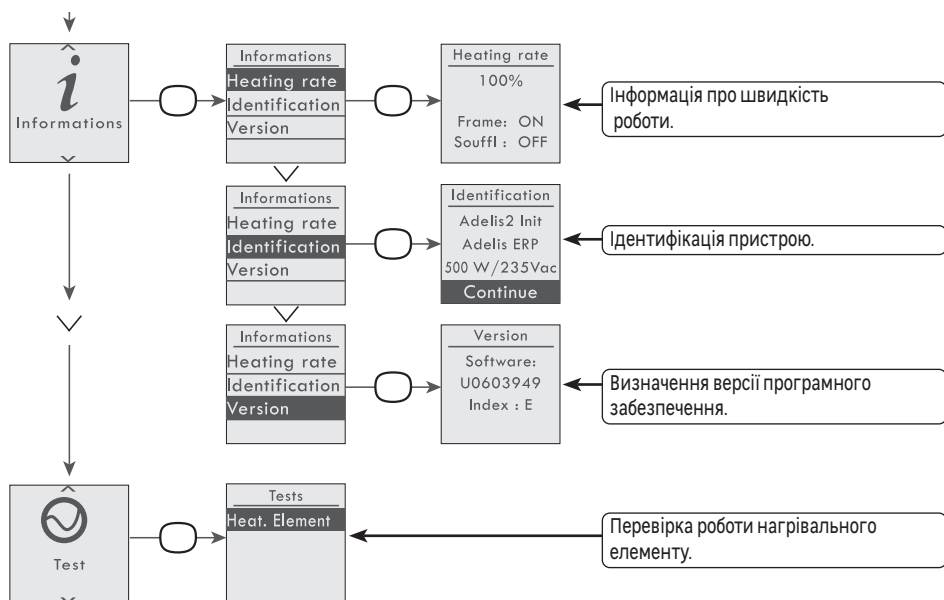 Informations
Informations
Heating rate
Identification
Version
Heating rate
100%
Frame: ON
Souffl : OFF
Інформація про швидкість
роботи.
Informations
Heating rate
Identification
Version
Identification
Adelis2 Init
Adelis ERP
500 W/235Vac
Continue
Ідентифікація пристрою.
Informations
Heating rate
Identification
Version
Version
Software:
U0603949
Index : E
Визначення версії програмного
забезпечення.
Test
Tests
Heat. Element
Перевірка роботи нагрівального
елементу.